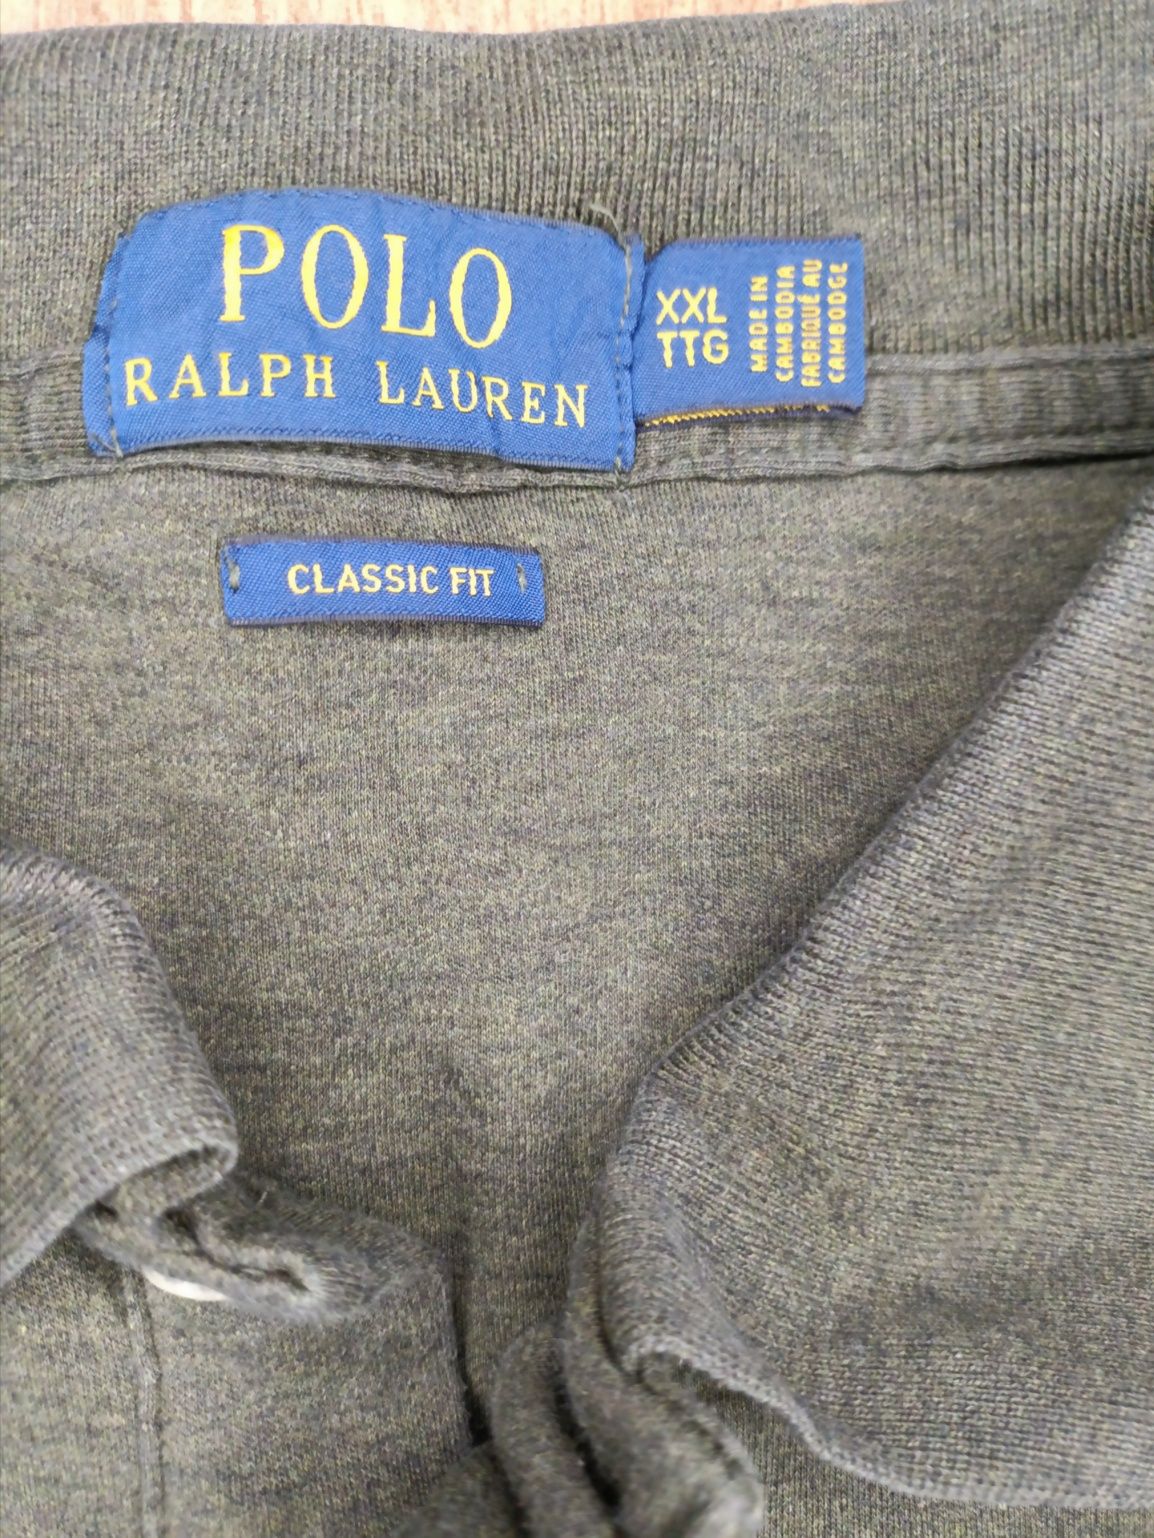 POLO
RALPH LAUREN
XXL
TTG
MADE IN
CAMBODIA
FABRIQUÉ AU
CAMBODGE
CLASSIC FIT